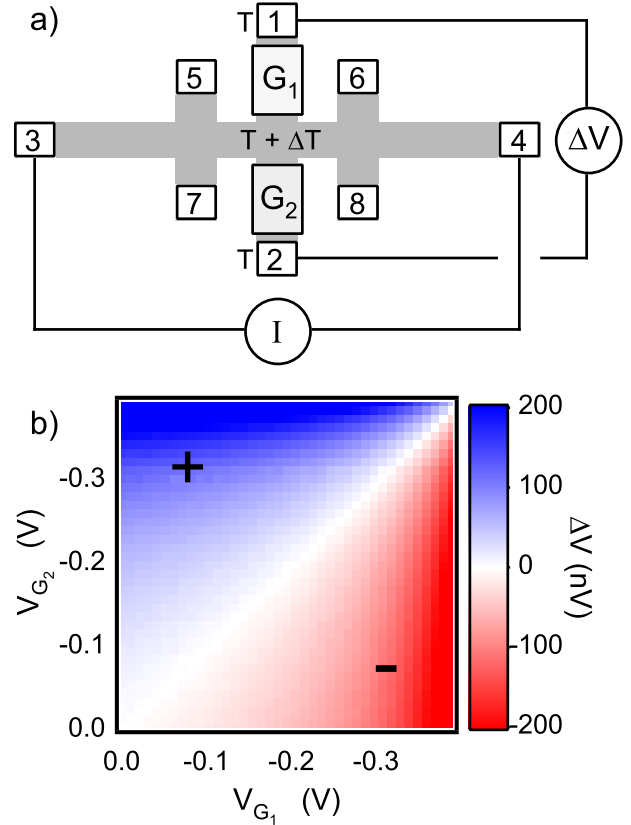 a)
T 1
5
G1
6
3
T + ΔT
4
ΔV
7
G2
8
T 2
I
b)
+
-
VG2 (V)
-0.3
-0.2
-0.1
0.0
0.0 -0.1 -0.2 -0.3
VG1 (V)
200
100
0
-100
-200
ΔV (nV)